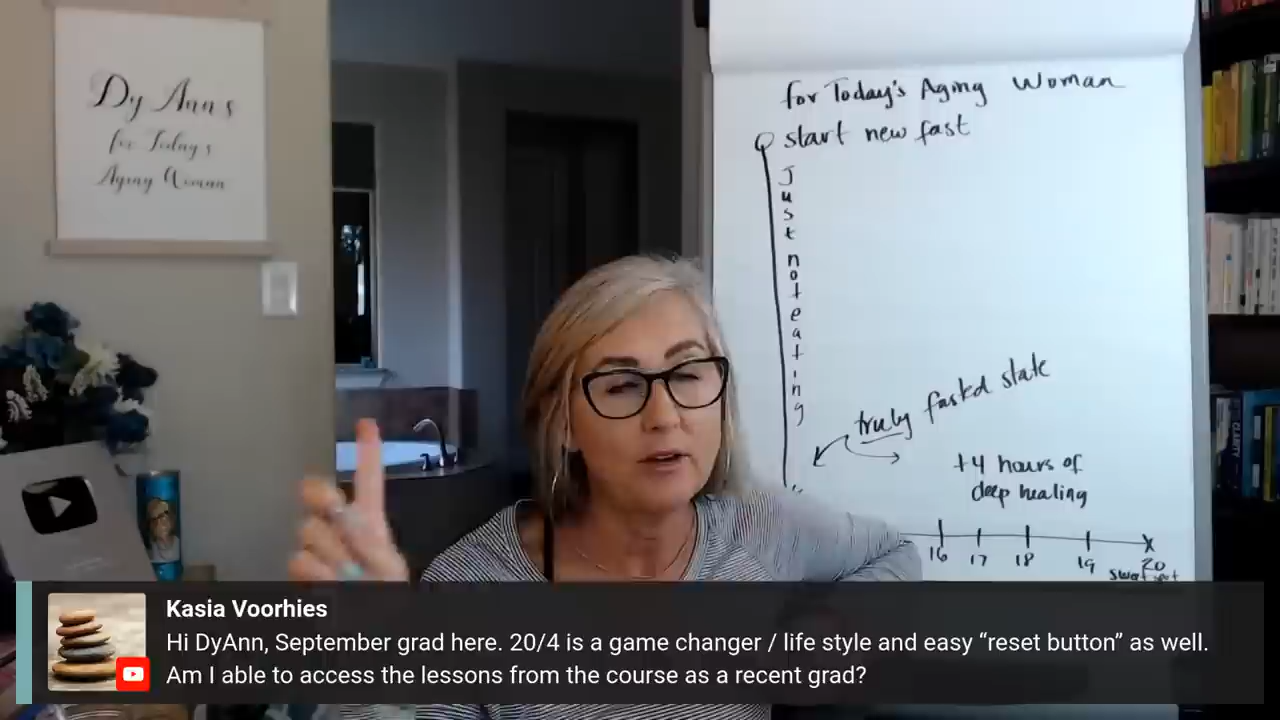 Dy Ann's
for Today's
Aging Woman
for Today's Aging Woman
start new fast
Just not eating
truly fasted state
+4 hours of
deep healing
16 17 18 19 20
sweet spot
CLARITY
Kasia Voorhies
Hi DyAnn, September grad here. 20/4 is a game changer / life style and easy “reset button” as well.
Am I able to access the lessons from the course as a recent grad?